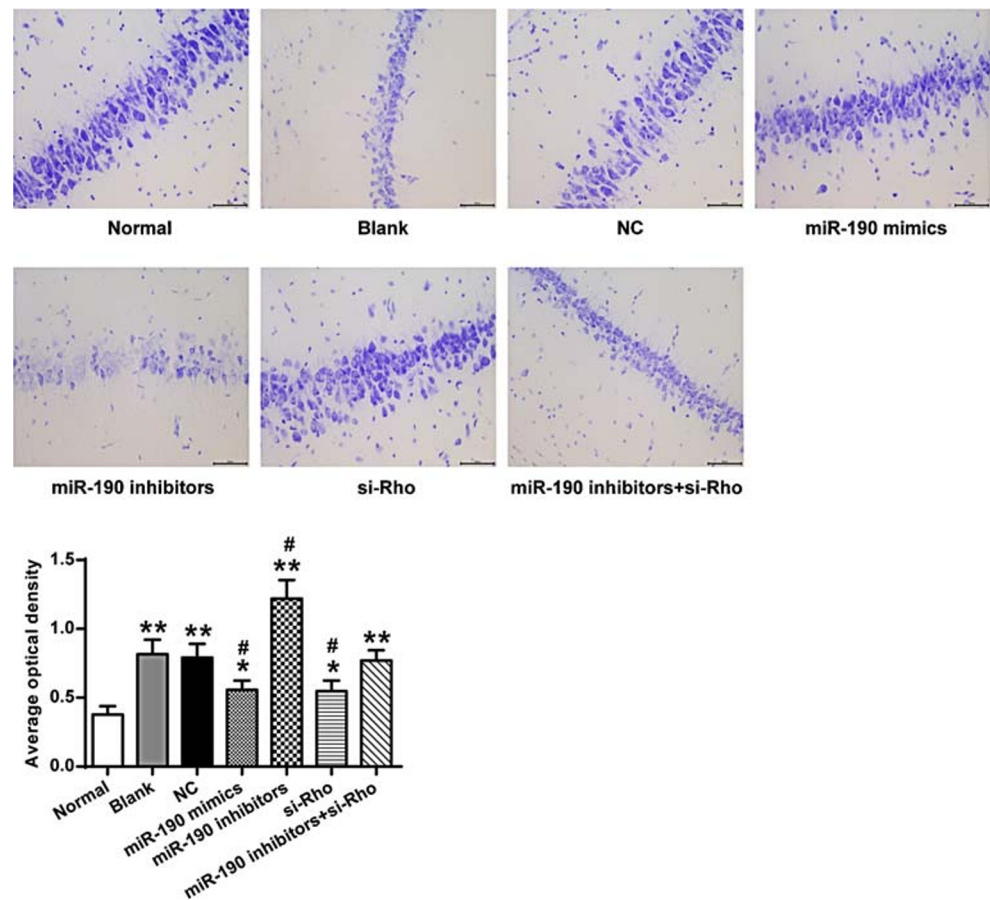 Normal
Blank
NC
miR-190 mimics
miR-190 inhibitors
si-Rho
miR-190 inhibitors+si-Rho
Average optical density
1.5
1.0
0.5
0.0
**
**
#
*
#
**
#
*
**
Normal
Blank
NC
miR-190 mimics
miR-190 inhibitors
si-Rho
miR-190 inhibitors+si-Rho